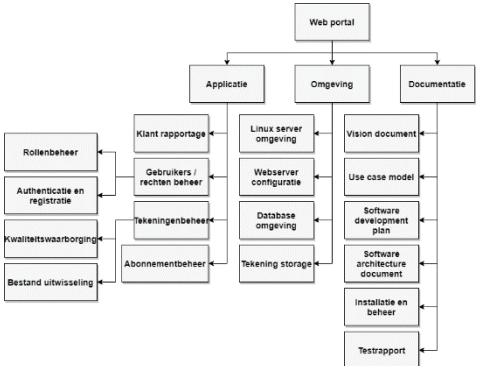 Web portal
Applicatie
Omgeving
Documentatie
Klant rapportage
Linux server
omgeving
Vision document
Rollenbeheer
Gebruikers /
rechten beheer
Webserver
configuratie
Use case model
Authenticatie en
registratie
Tekeningenbeheer
Database
omgeving
Software
development
plan
Kwaliteitswaarborging
Abonnementbeheer
Tekening storage
Software
architecture
document
Bestand uitwisseling
Installatie en
beheer
Testrapport